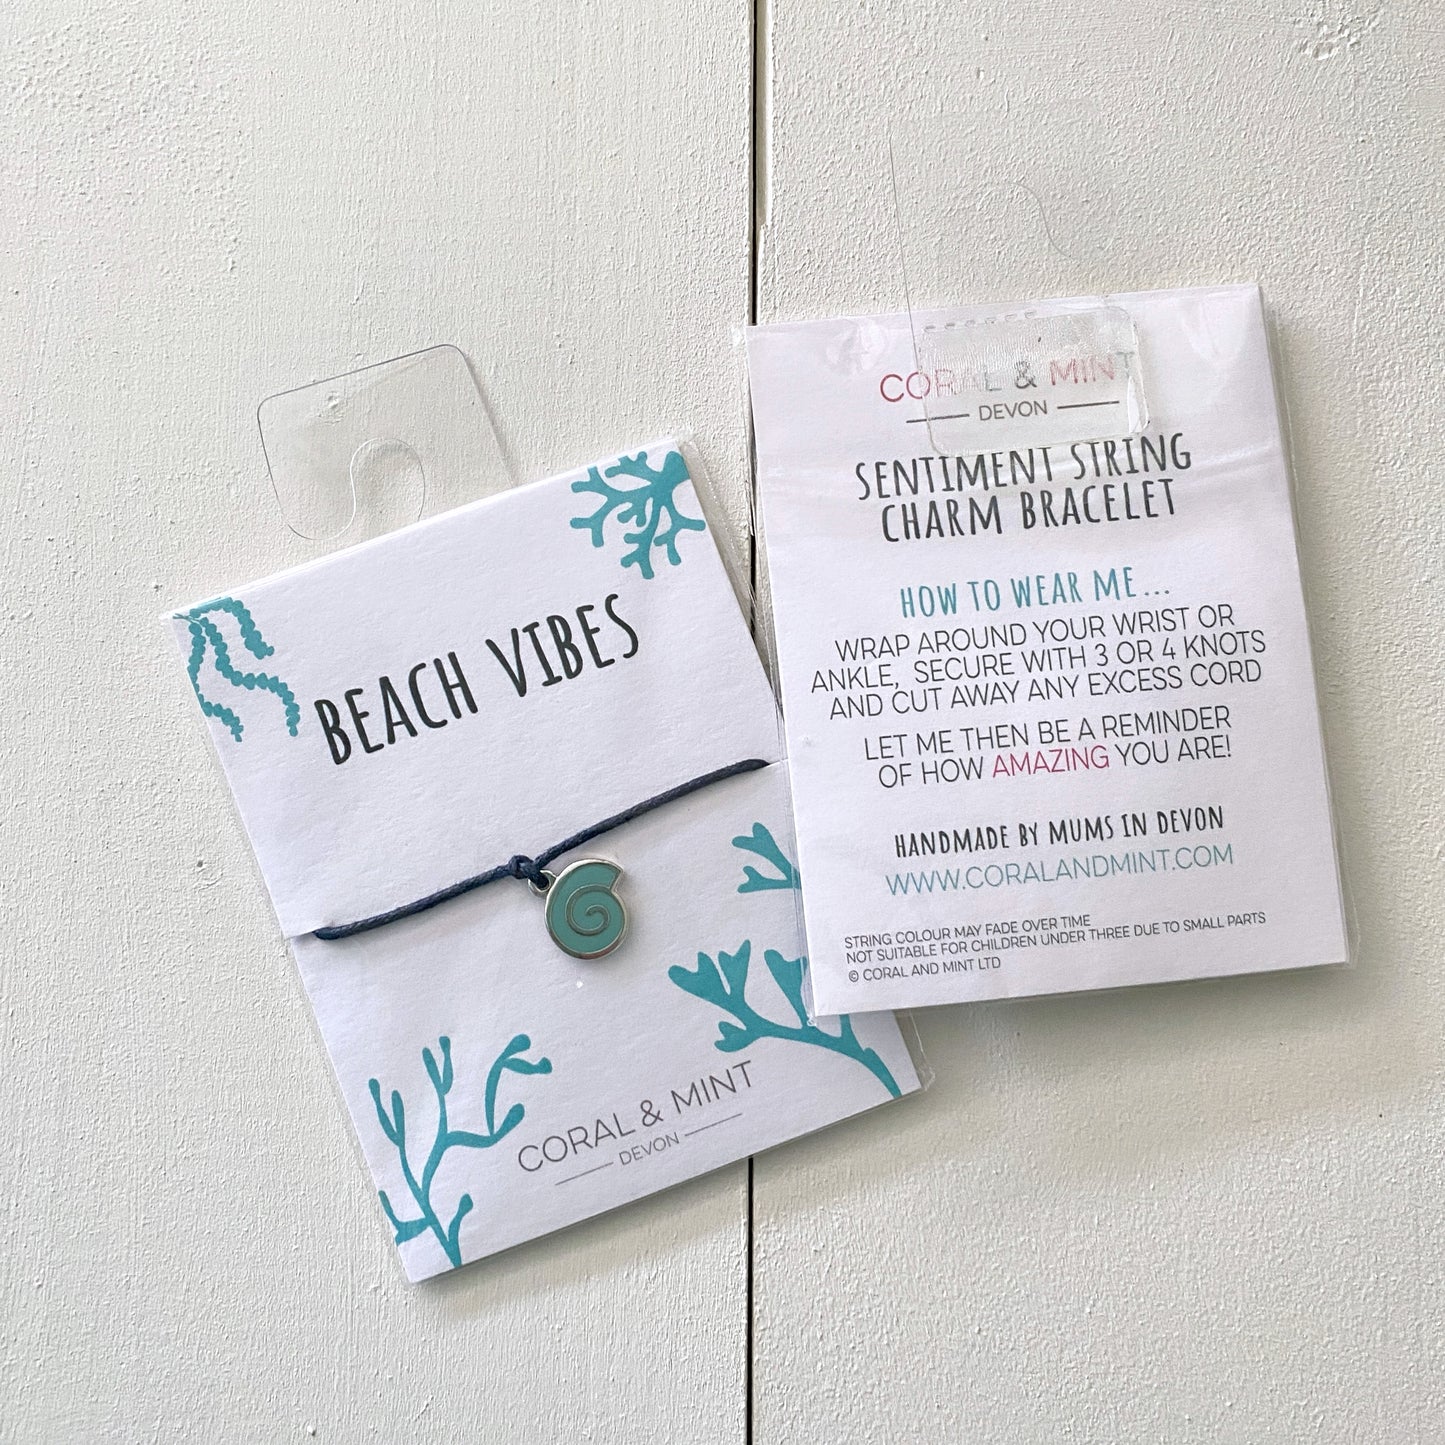 BEACH VIBES
CORAL & MINT
DEVON
CORAL & MINT
DEVON
SENTIMENT STRING
CHARM BRACELET
HOW TO WEAR ME...
WRAP AROUND YOUR WRIST OR
ANKLE, SECURE WITH 3 OR 4 KNOTS
AND CUT AWAY ANY EXCESS CORD
LET ME THEN BE A REMINDER
OF HOW AMAZING YOU ARE!
HANDMADE BY MUMS IN DEVON
WWW.CORALANDMINT.COM
STRING COLOUR MAY FADE OVER TIME
NOT SUITABLE FOR CHILDREN UNDER THREE DUE TO SMALL PARTS
© CORAL AND MINT LTD